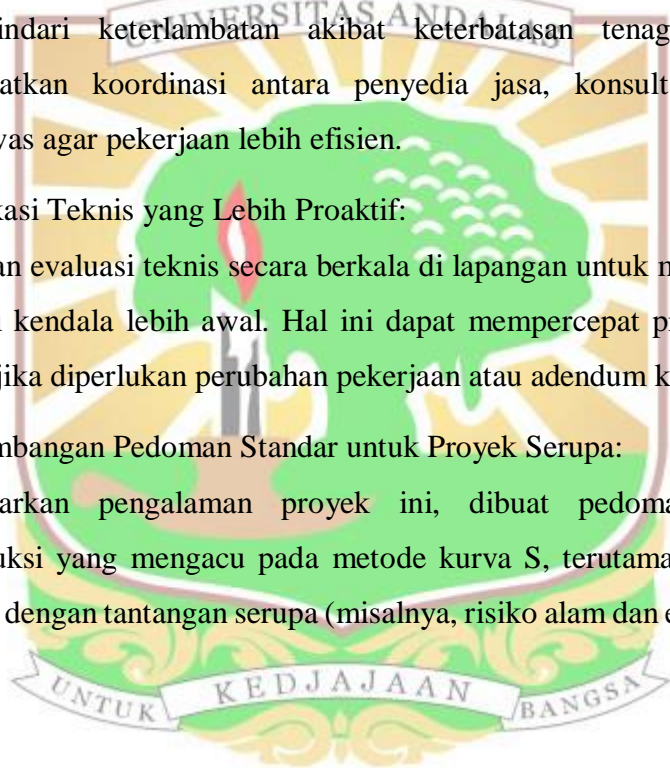 UNIVERSITAS ANDALAS
indari keterlambatan akibat keterbatasan tenag
atkan koordinasi antara penyedia jasa, konsult
as agar pekerjaan lebih efisien.
kasi Teknis yang Lebih Proaktif:
an evaluasi teknis secara berkala di lapangan untuk m
i kendala lebih awal. Hal ini dapat mempercepat p
jika diperlukan perubahan pekerjaan atau adendum k
mbangan Pedoman Standar untuk Proyek Serupa:
arkan pengalaman proyek ini, dibuat pedoma
uksi yang mengacu pada metode kurva S, terutama
dengan tantangan serupa (misalnya, risiko alam dan e
UNTUK KEDJAJAAN BANGSA